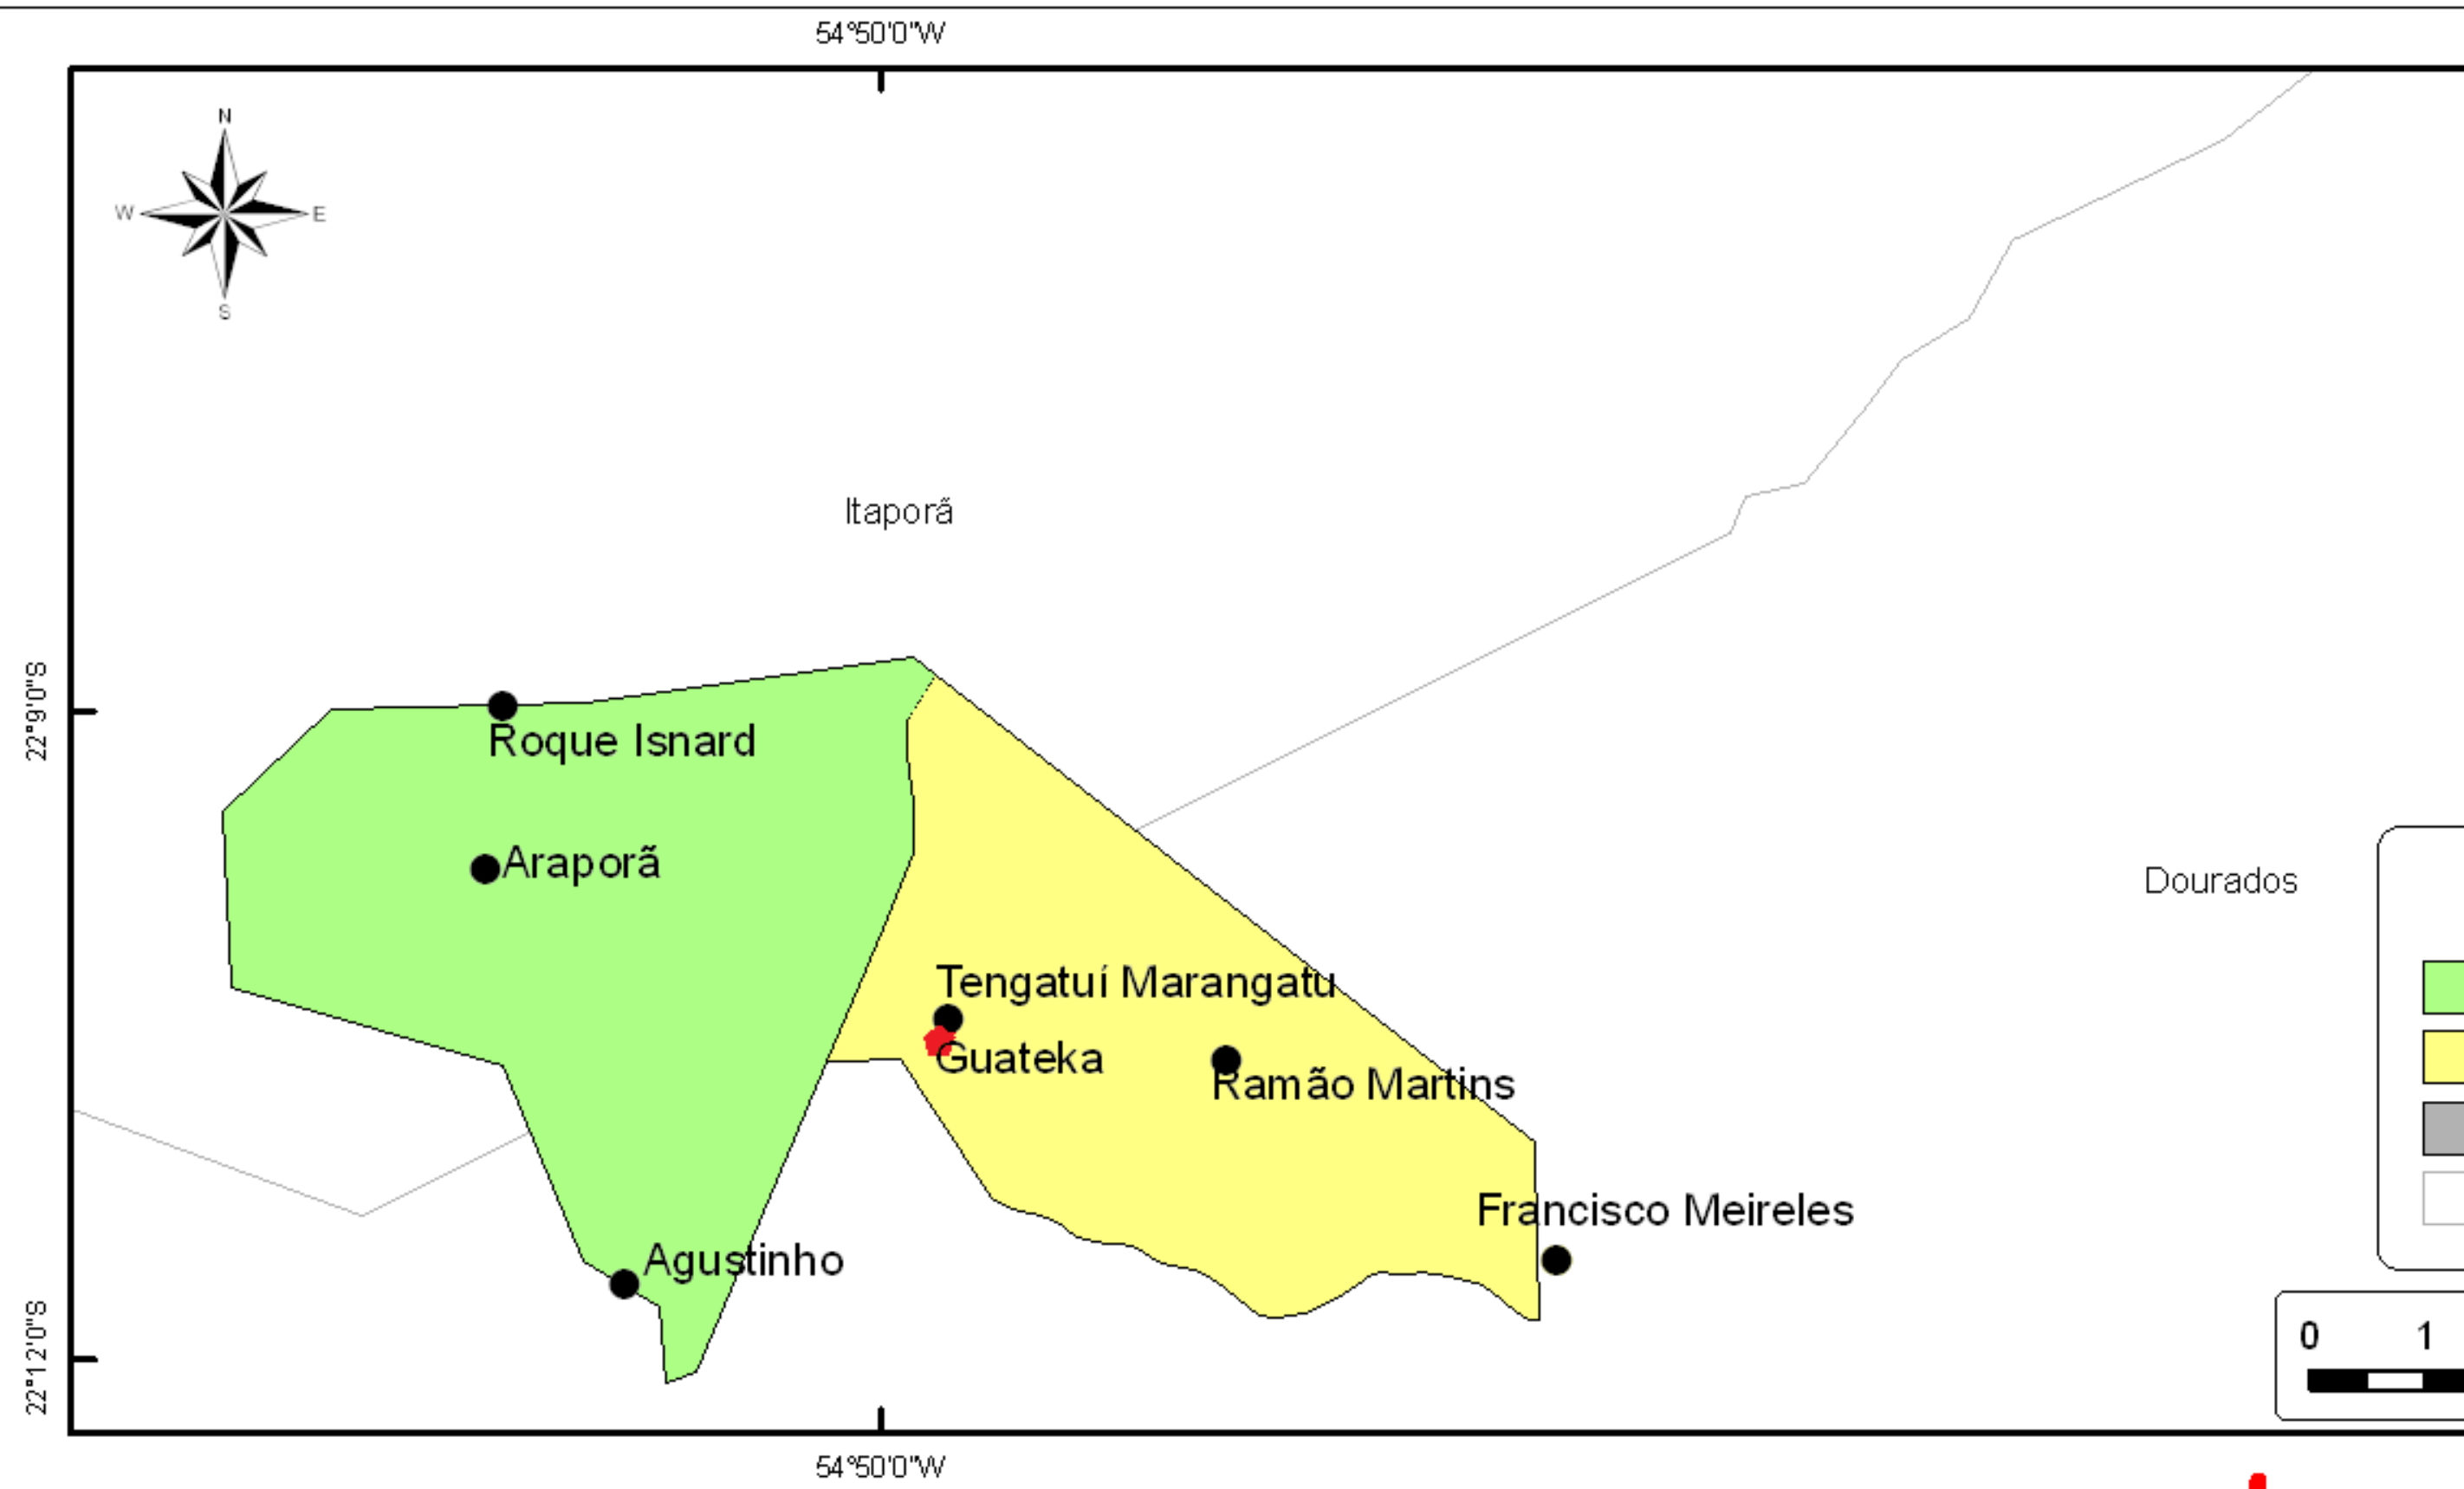 54°50'0"W
N
W
E
S
Itaporã
22°9'0"S
Roque Isnard
Araporã
Dourados
Tengatuí Marangatu
Guateka
Ramão Martins
Francisco Meireles
Agustinho
22°12'0"S
0 1
54°50'0"W